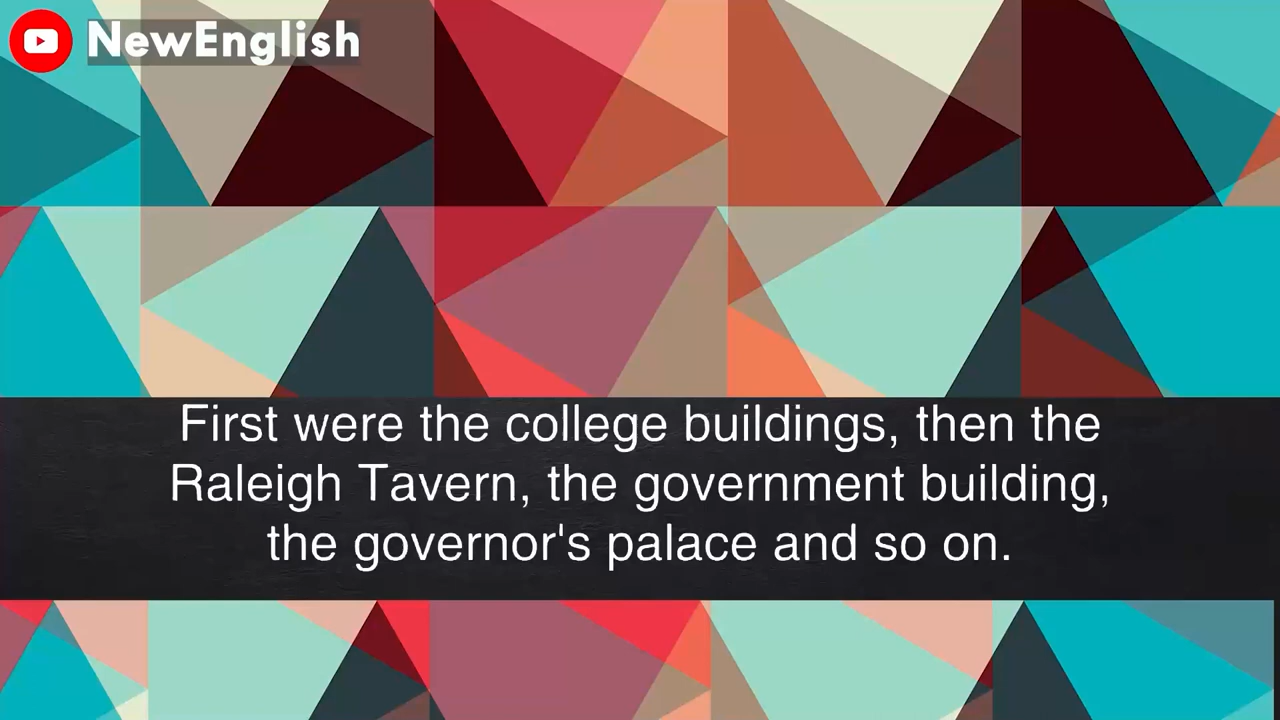 NewEnglish
First were the college buildings, then the
Raleigh Tavern, the government building,
the governor's palace and so on.